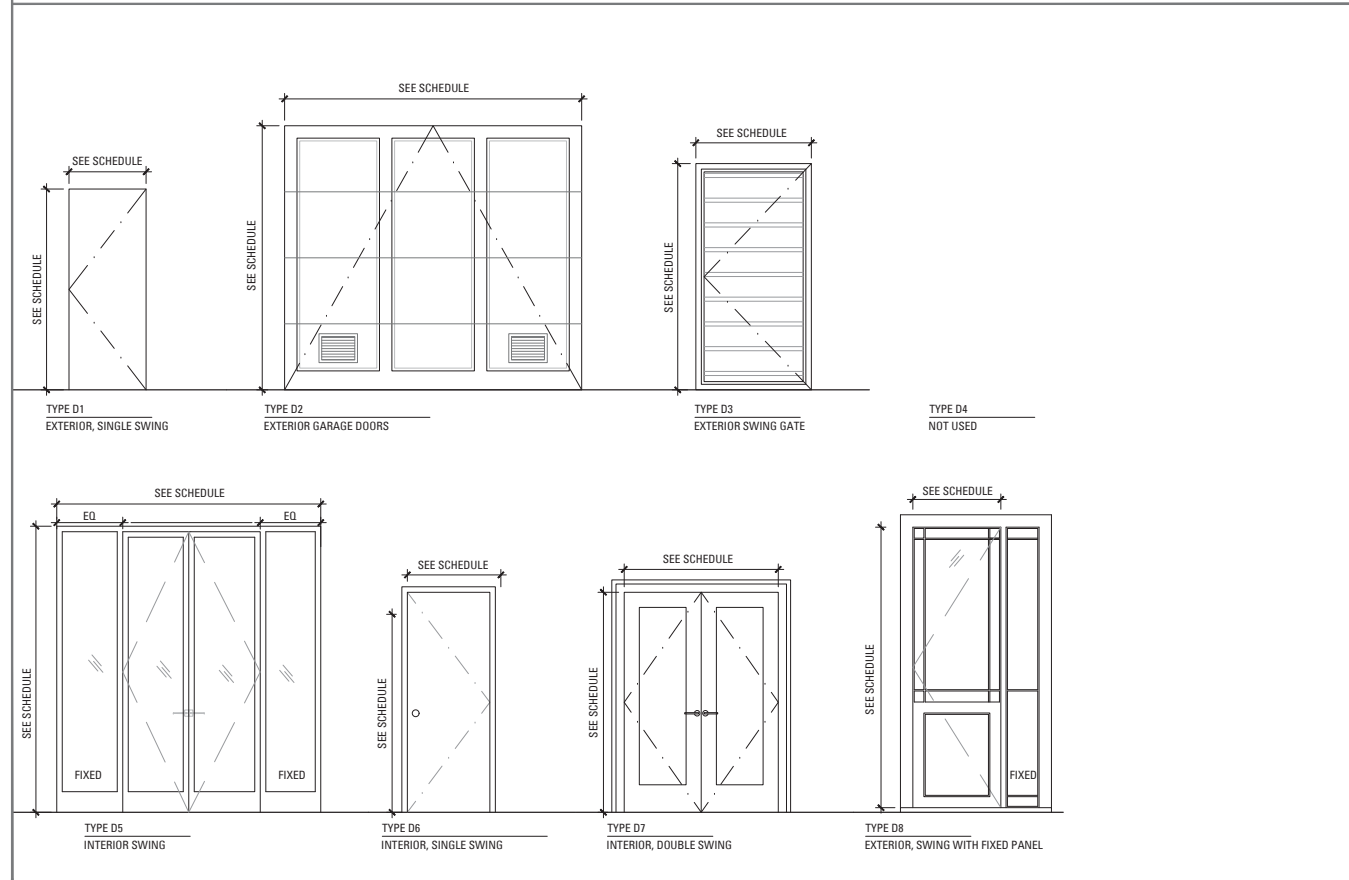 SEE SCHEDULE
SEE SCHEDULE
TYPE D1
EXTERIOR, SINGLE SWING
SEE SCHEDULE
SEE SCHEDULE
TYPE D2
EXTERIOR GARAGE DOORS
SEE SCHEDULE
SEE SCHEDULE
TYPE D3
EXTERIOR SWING GATE
TYPE D4
NOT USED
SEE SCHEDULE
EQ
EQ
SEE SCHEDULE
FIXED
FIXED
TYPE D5
INTERIOR SWING
SEE SCHEDULE
SEE SCHEDULE
TYPE D6
INTERIOR, SINGLE SWING
SEE SCHEDULE
SEE SCHEDULE
TYPE D7
INTERIOR, DOUBLE SWING
SEE SCHEDULE
SEE SCHEDULE
FIXED
TYPE D8
EXTERIOR, SWING WITH FIXED PANEL